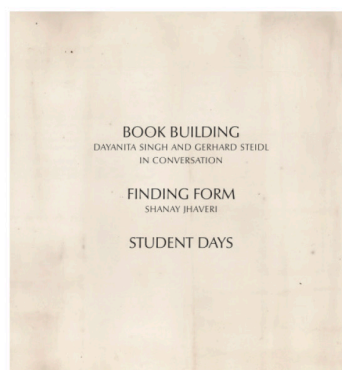 BOOK BUILDING
DAYANITA SINGH AND GERHARD STEIDL
IN CONVERSATION
FINDING FORM
SHANAY JHAVERI
STUDENT DAYS